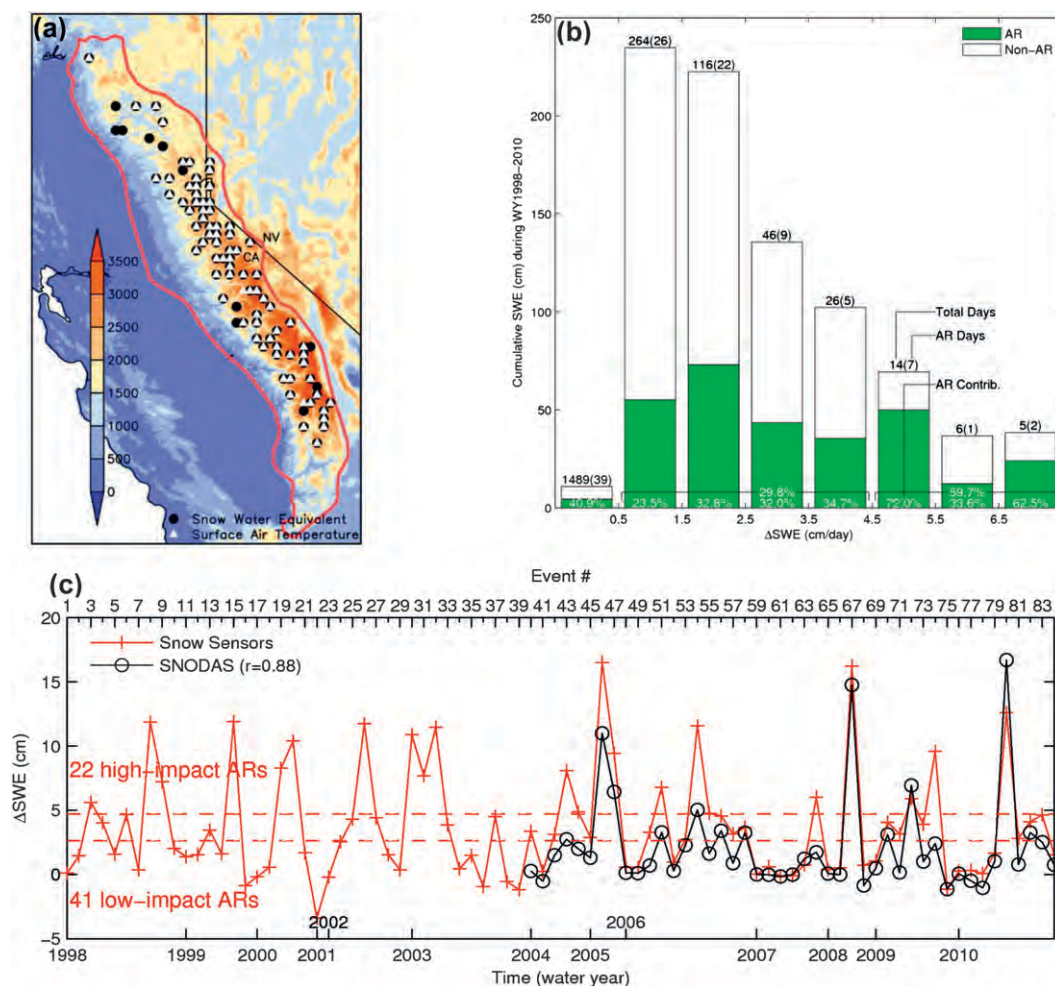 (a)
NV
CA
3500
3000
2500
2000
1500
1000
500
0
Snow Water Equivalent
Surface Air Temperature
(b)
AR
Non-AR
Cumulative SWE (cm) during WY1998-2010
250
200
150
100
50
0
264(26)
116(22)
46(9)
26(5)
14(7)
6(1)
5(2)
1489(39)
Total Days
AR Days
AR Contrib.
29.8%
59.7%
40.9%
23.5%
32.8%
32.0%
34.7%
72.0%
33.6%
62.5%
0.5
1.5
2.5
3.5
4.5
5.5
6.5
ΔSWE (cm/day)
(c)
Event #
1 3 5 7 9 11 13 15 17 19 21 23 25 27 29 31 33 35 37 39 41 43 45 47 49 51 53 55 57 59 61 63 65 67 69 71 73 75 77 79 81 83
Snow Sensors
SNODAS (r=0.88)
22 high-impact ARs
41 low-impact ARs
ΔSWE (cm)
20
15
10
5
0
-5
2002
2006
1998 1999 2000 2001 2003 2004 2005 2007 2008 2009 2010
Time (water year)